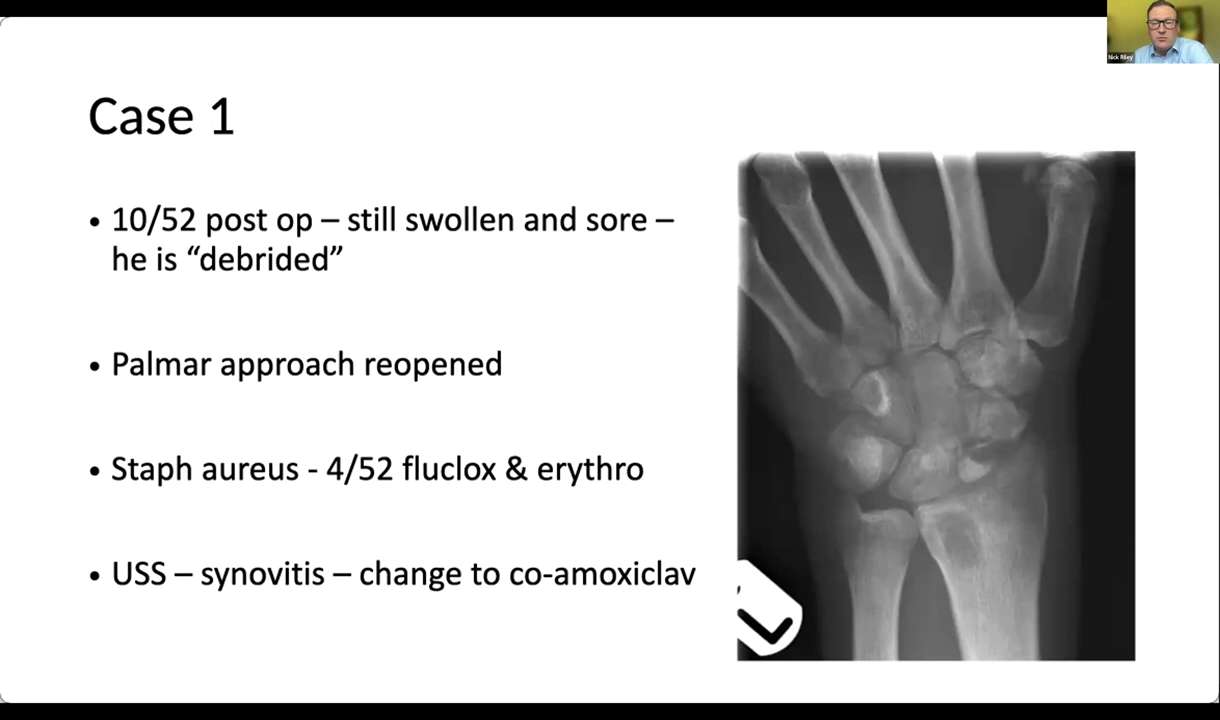 Nick Riley
Case 1
• 10/52 post op – still swollen and sore –
he is “debrided”
• Palmar approach reopened
• Staph aureus - 4/52 fluclox & erythro
• USS – synovitis – change to co-amoxiclav
L